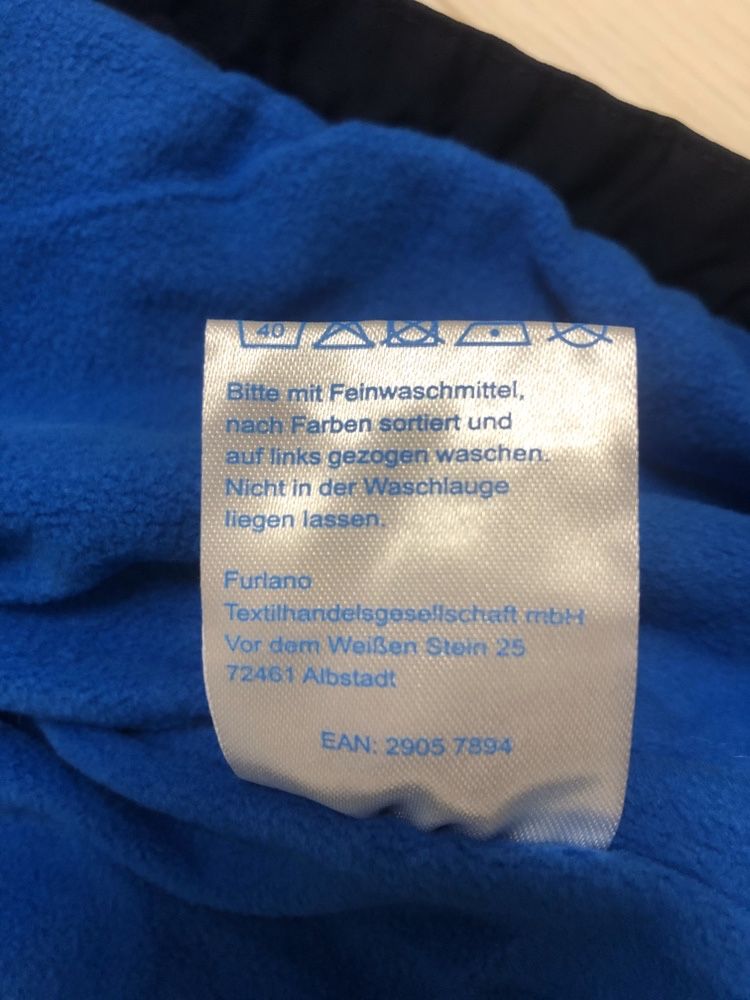 40
Bitte mit Feinwaschmittel,
nach Farben sortiert und
auf links gezogen waschen.
Nicht in der Waschlauge
liegen lassen.
Furlano
Textilhandelsgesellschaft mbH
Vor dem Weißen Stein 25
72461 Albstadt
EAN: 2905 7894